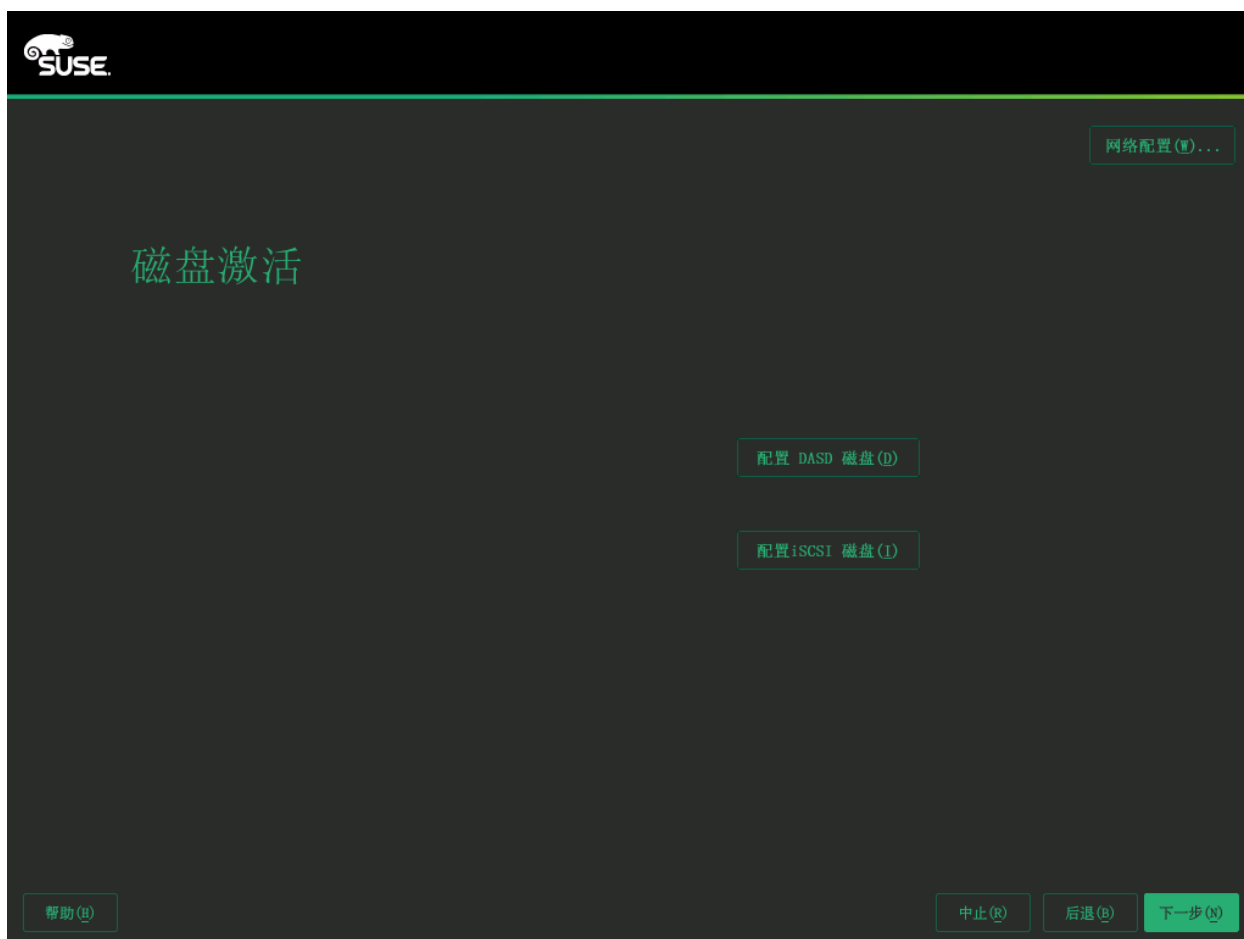 SUSE.
网络配置(W)...
磁盘激活
配置 DASD 磁盘(D)
配置iSCSI 磁盘(I)
帮助(H)
中止(R)
后退(B)
下一步(N)